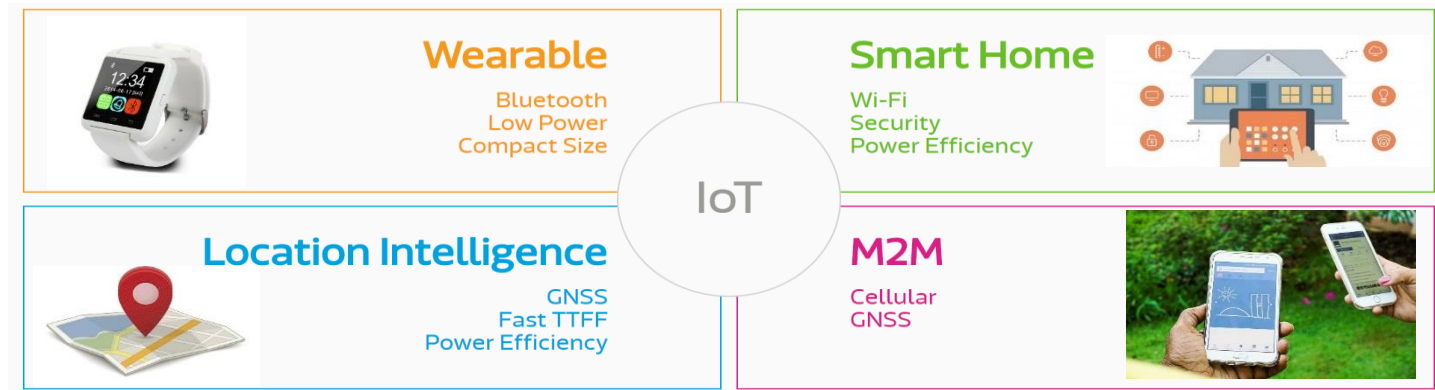 Wearable
Bluetooth
Low Power
Compact Size
12:34
Smart Home
Wi-Fi
Security
Power Efficiency
IoT
Location Intelligence
GNSS
Fast TTFF
Power Efficiency
M2M
Cellular
GNSS